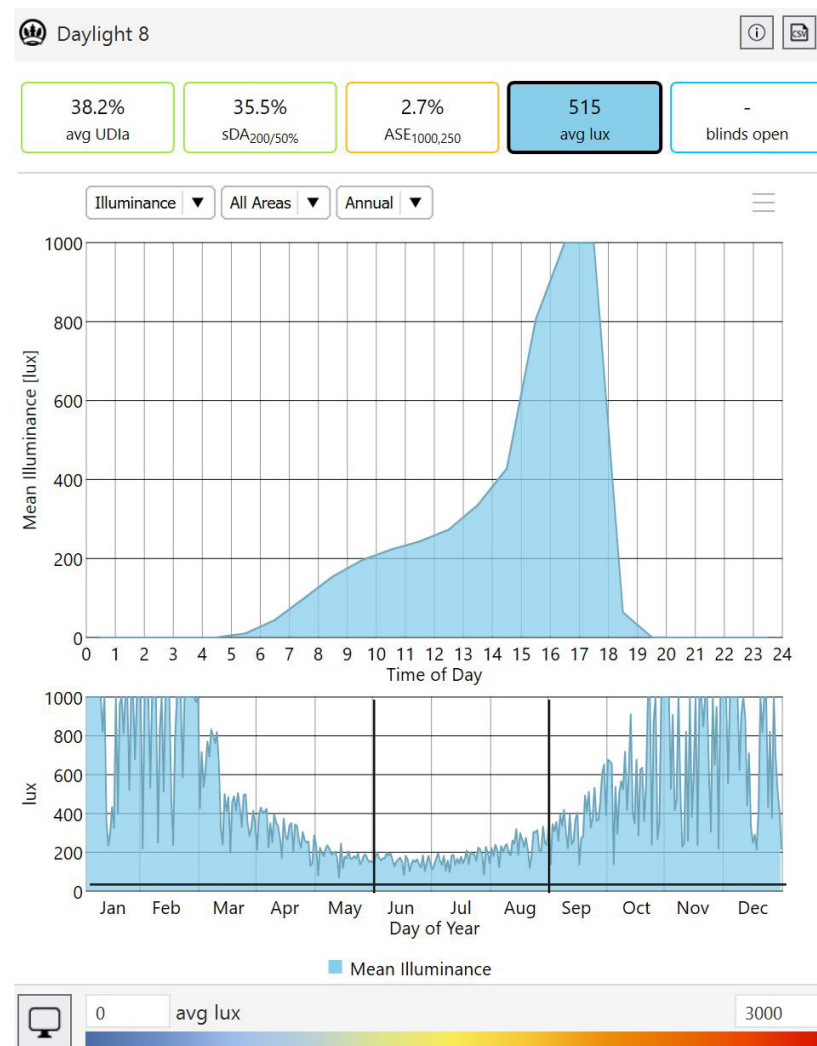 Daylight 8
CSV
38.2% 35.5% 2.7% 515 -
avg UDIa sDA200/50% ASE1000,250 avg lux blinds open
Illuminance ▼ All Areas ▼ Annual ▼
1000
800
600
400
200
0
Mean Illuminance [lux]
0 1 2 3 4 5 6 7 8 9 10 11 12 13 14 15 16 17 18 19 20 21 22 23 24
Time of Day
1000
800
600
400
200
0
lux
Jan Feb Mar Apr May Jun Jul Aug Sep Oct Nov Dec
Day of Year
Mean Illuminance
0 avg lux 3000